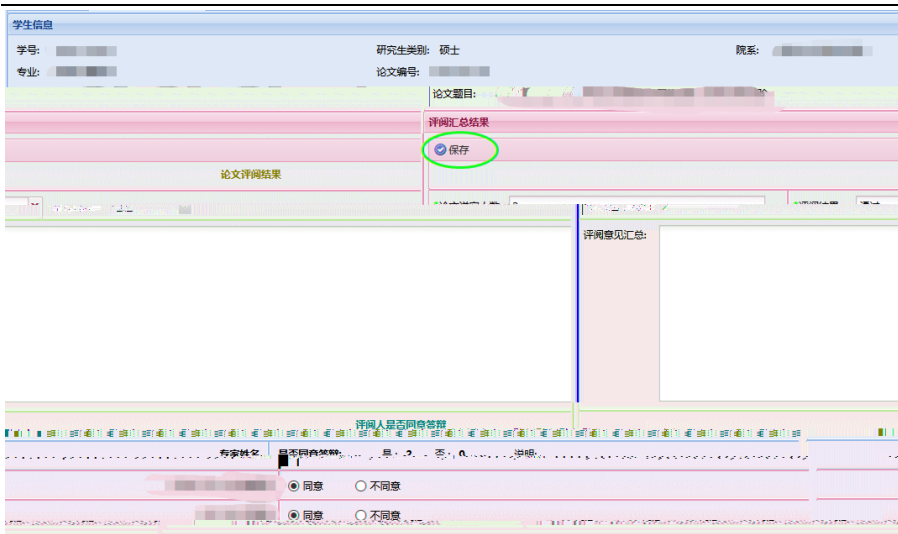 学生信息
学号: 研究生类别: 硕士 院系:
专业: 论文编号:
论文题目:
评阅汇总结果
保存
论文评阅结果
评阅意见汇总:
评阅人是否同意答辩
专家姓名 是否同意答辩: 是: 2 否: 0 说明:
同意 不同意
同意 不同意